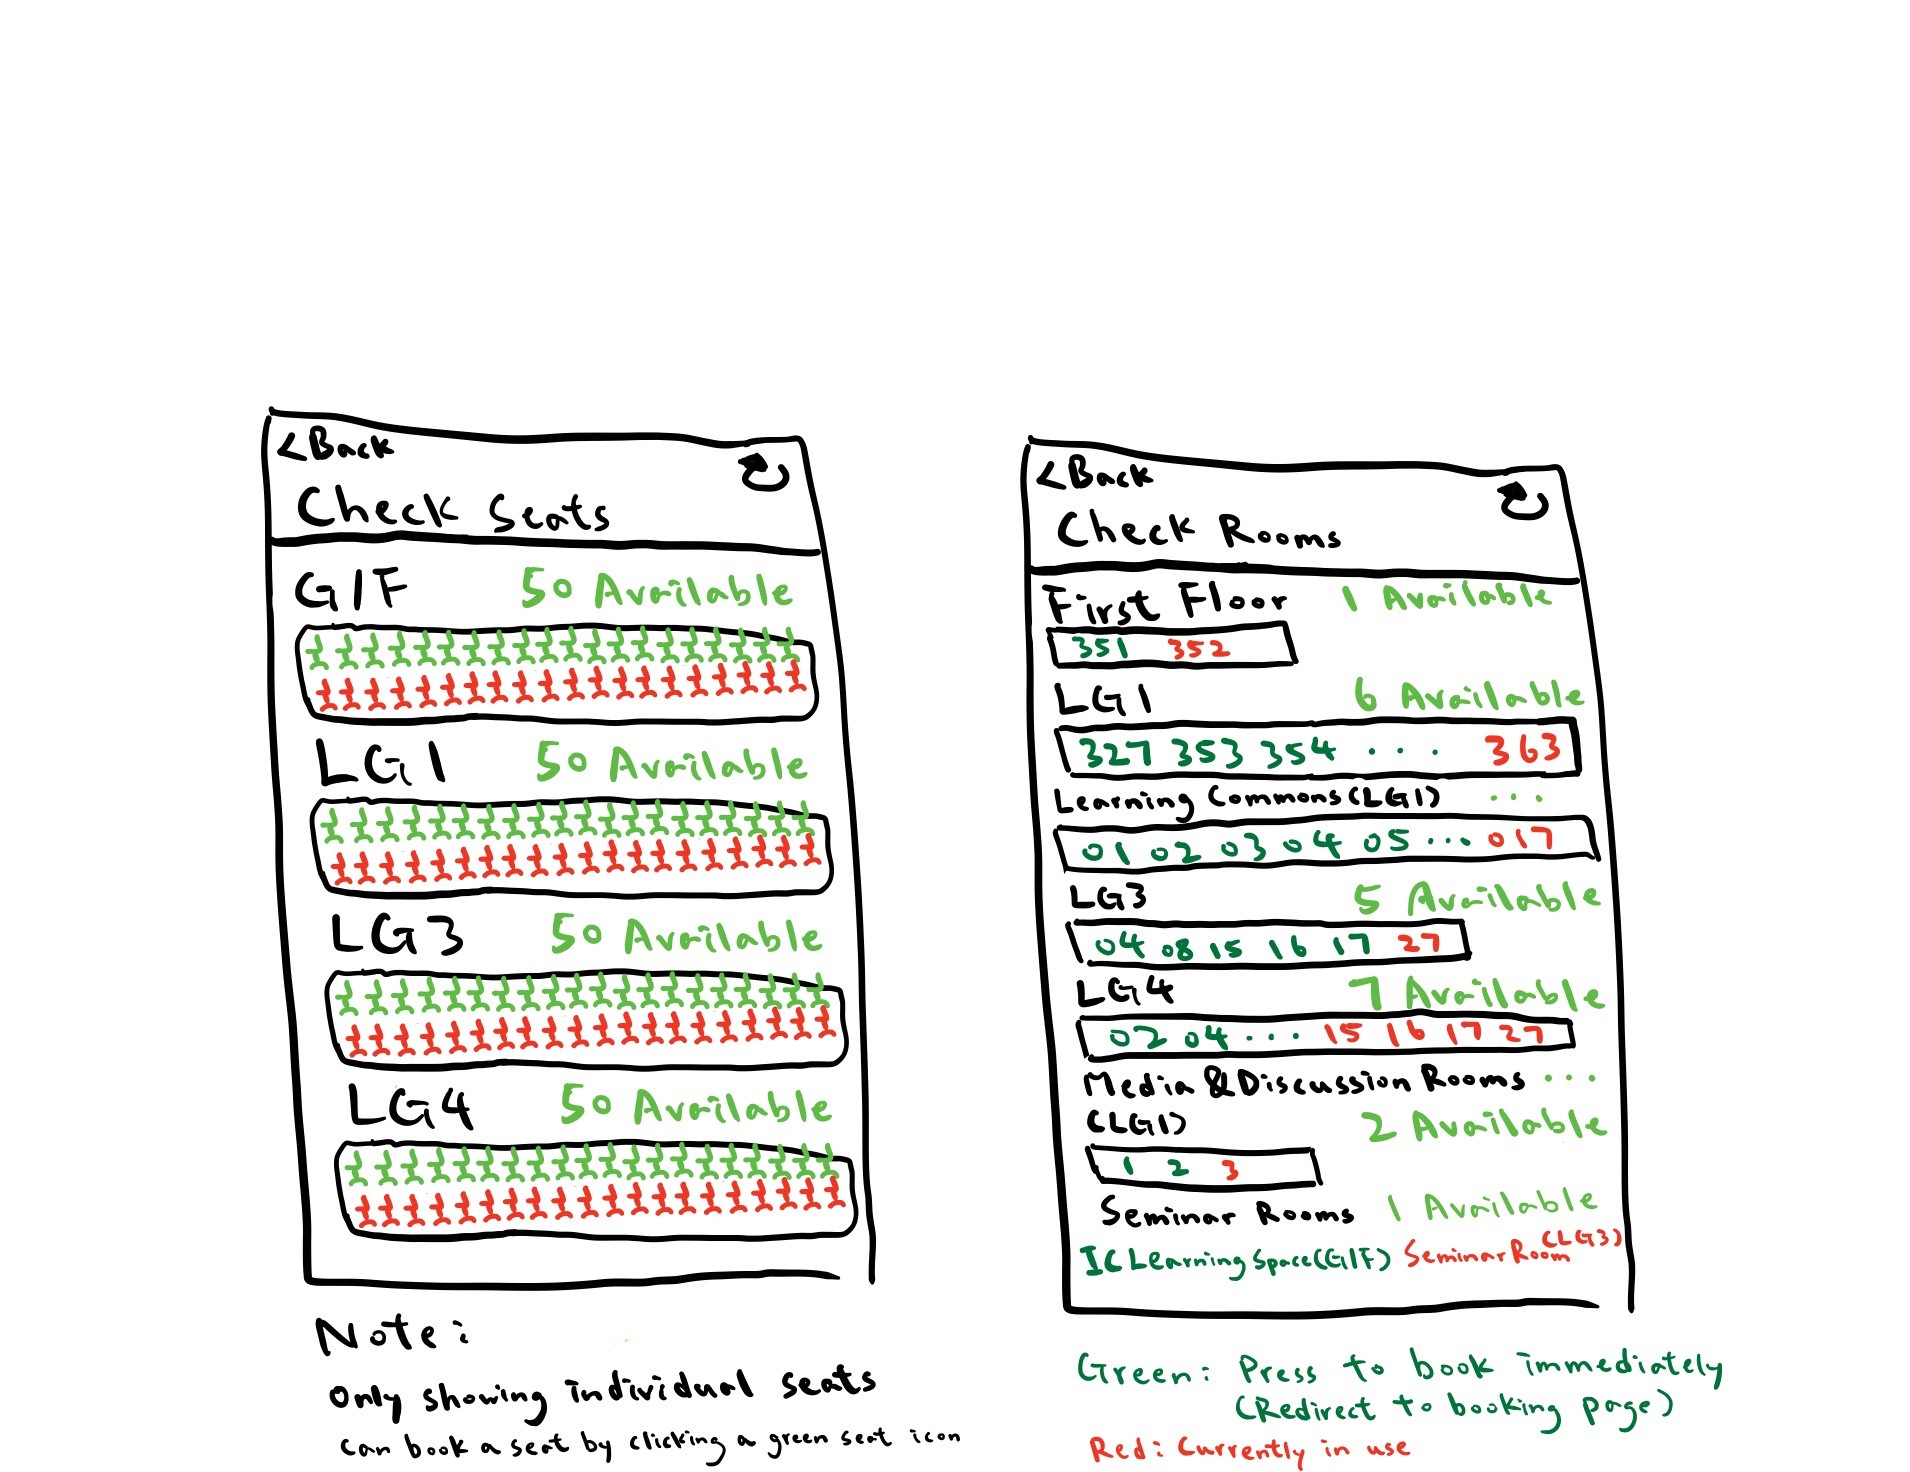 <Back
Check Seats
G/F 50 Available
LG1 50 Available
LG3 50 Available
LG4 50 Available
Note:
Only showing individual seats
Can book a seat by clicking a green seat icon
<Back
Check Rooms
First Floor 1 Available
351 352
LG1 6 Available
327 353 354 ... 363
Learning Commons(LG1) ...
01 02 03 04 05 ... 017
LG3 5 Available
04 08 15 16 17 27
LG4 7 Available
02 04 ... 15 16 17 27
Media & Discussion Rooms ...
(LG1) 2 Available
1 2 3
Seminar Rooms 1 Available
IC Learning Space(G/F) Seminar Room (LG3)
Green: Press to book immediately
(Redirect to booking page)
Red: Currently in use